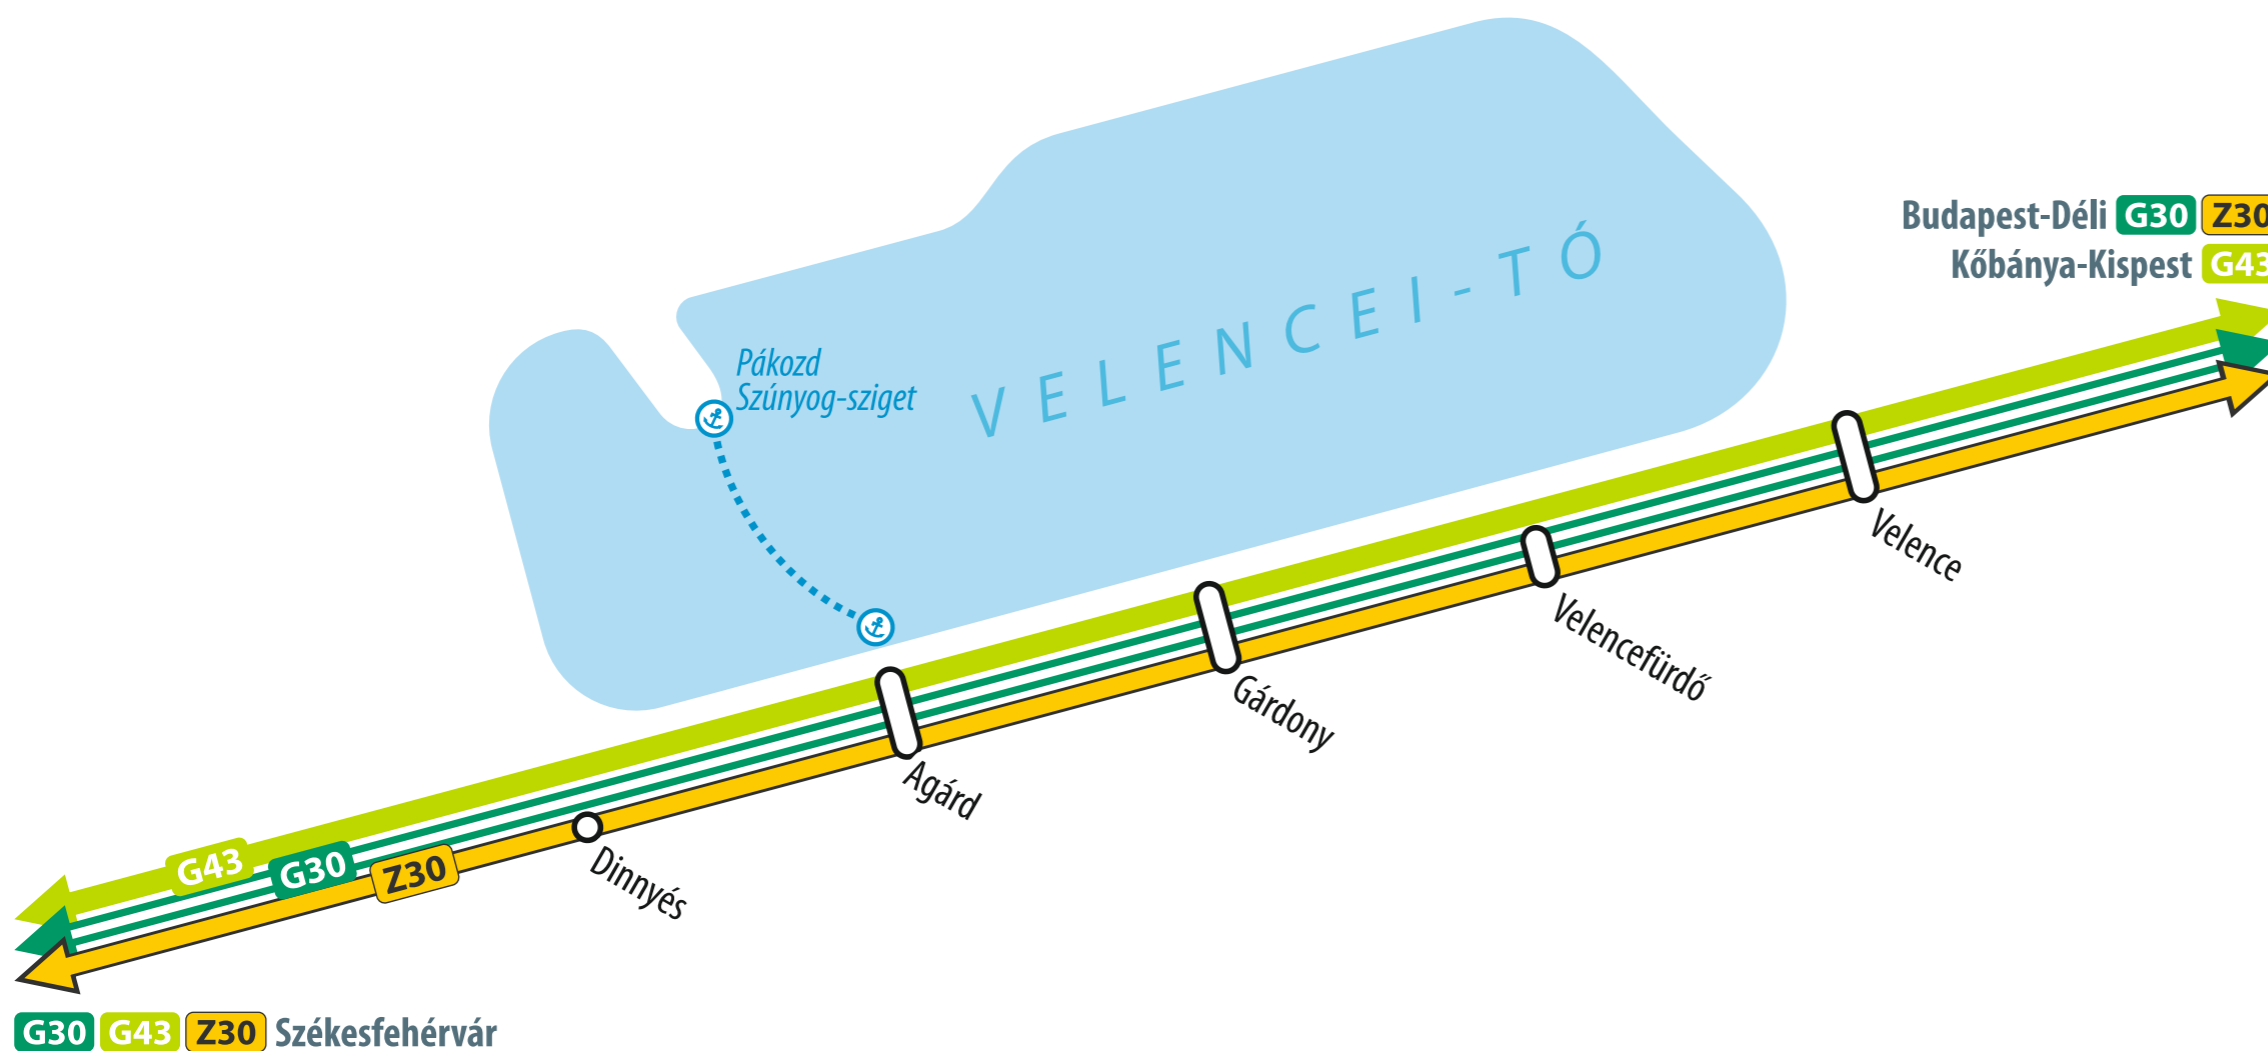 Budapest-Déli G30 Z30
Kőbánya-Kispest G43
VELENCEI-TÓ
Pákozd
Szúnyog-sziget
Velence
Velencefürdő
Gárdony
Agárd
Dinnyés
G43
G30
Z30
G30 G43 Z30 Székesfehérvár